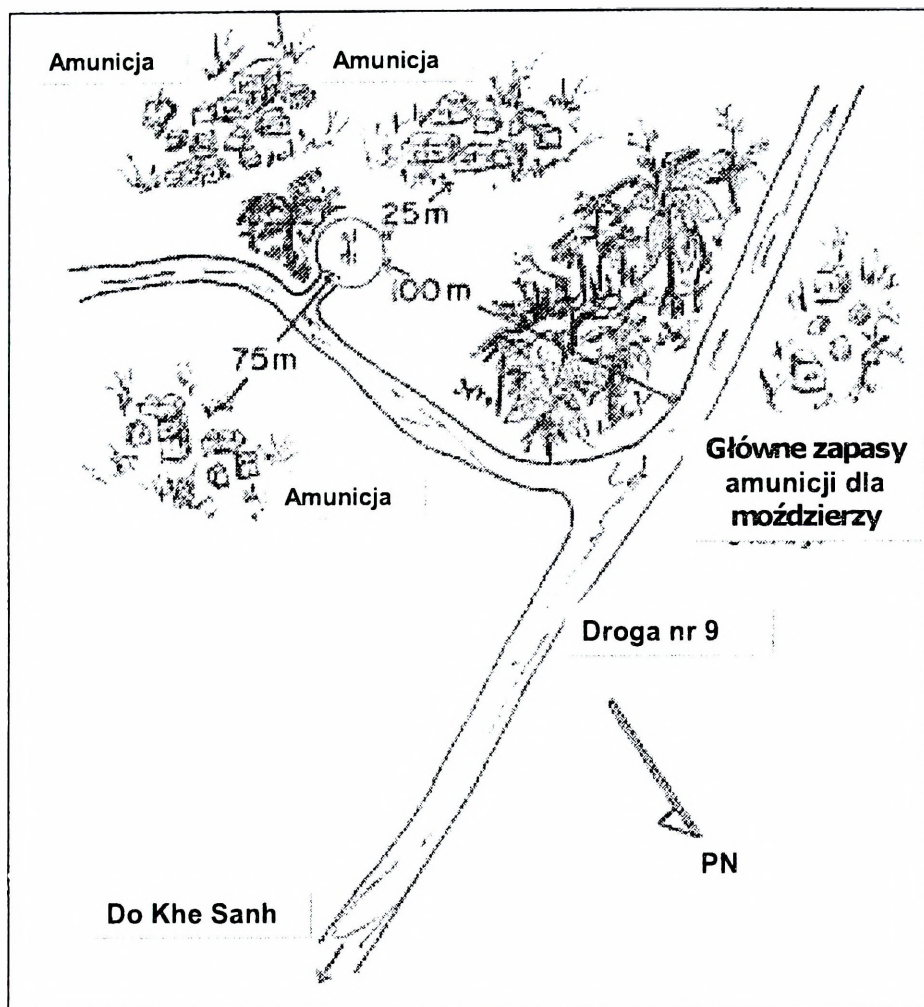 Amunicja
Amunicja
25m
100m
75m
Amunicja
Główne zapasy
amunicji dla
moździerzy
Droga nr 9
PN
Do Khe Sanh